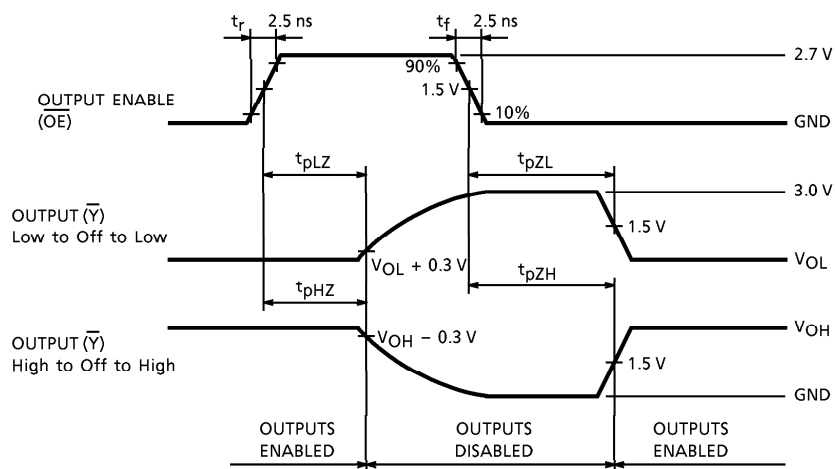 tr 2.5 ns tf 2.5 ns
2.7 V
90%
1.5 V
OUTPUT ENABLE
(OE̅)
10%
GND
tpLZ tpZL
3.0 V
OUTPUT (Y̅)
Low to Off to Low
1.5 V
VOL + 0.3 V
VOL
tpHZ tpZH
VOH
OUTPUT (Y̅)
High to Off to High
VOH − 0.3 V
1.5 V
GND
OUTPUTS
ENABLED
OUTPUTS
DISABLED
OUTPUTS
ENABLED